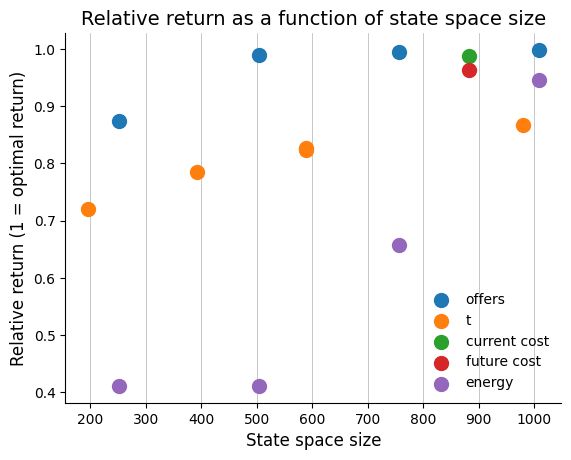 Relative return as a function of state space size
Relative return (1 = optimal return)
1.0
0.9
0.8
0.7
0.6
0.5
0.4
offers
t
current cost
future cost
energy
200 300 400 500 600 700 800 900 1000
State space size